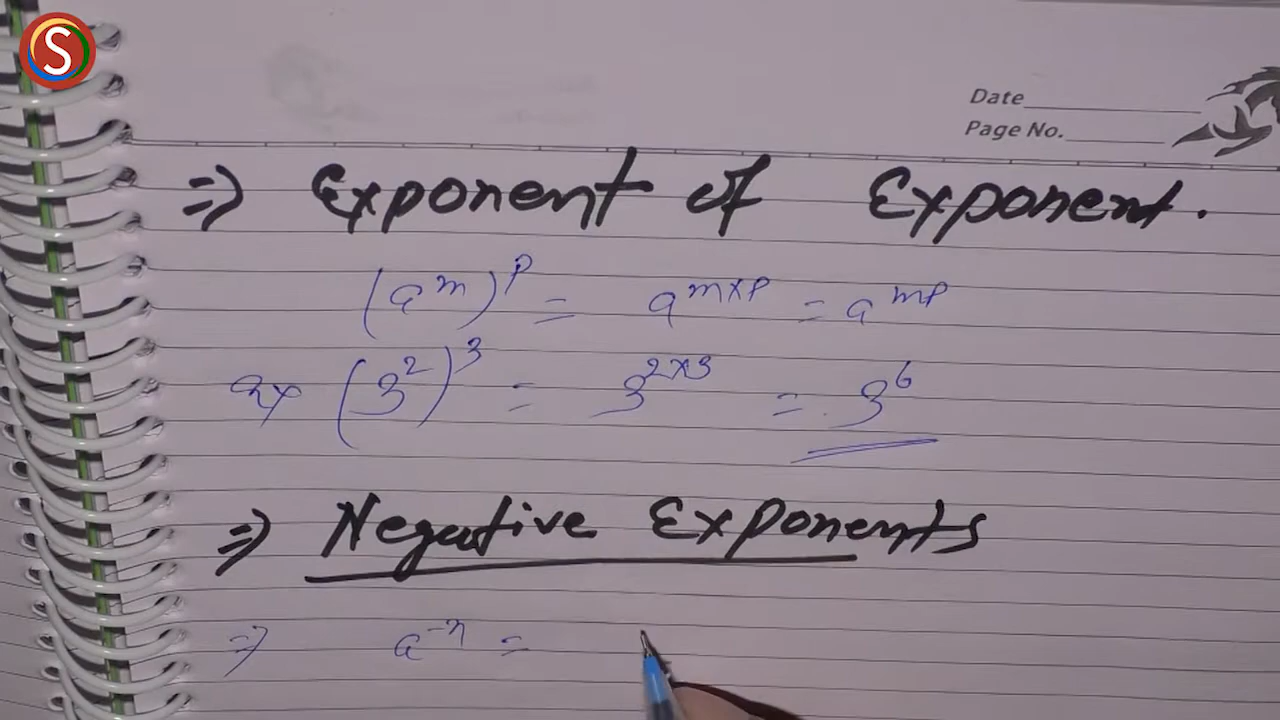 S
Date
Page No.
=> Exponent of Exponent.
(a^m)^p = a^{m×p} = a^{mp}
Ex (3^2)^3 = 3^{2×3} = 3^6
=> Negative Exponents
=> a^{-n} =